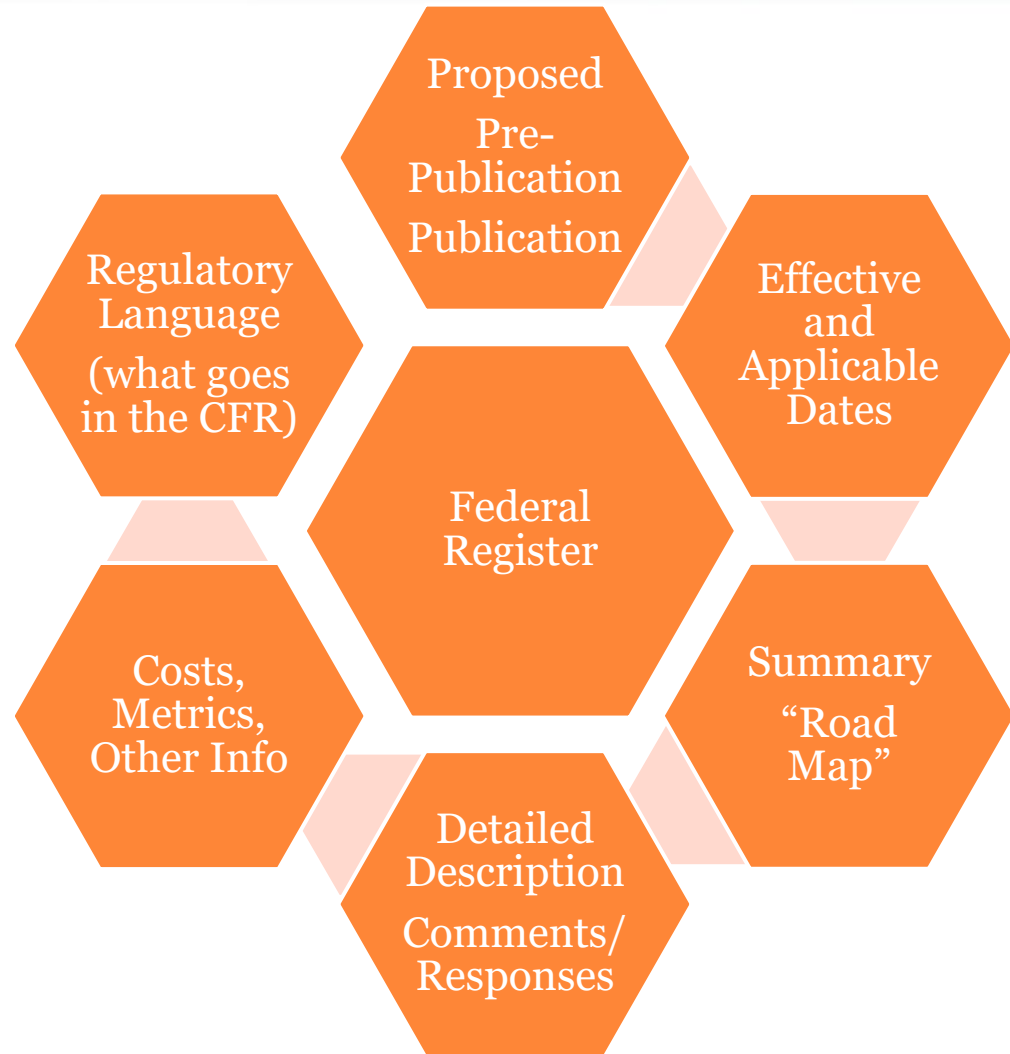 Proposed
Pre-
Publication
Publication
Effective
and
Applicable
Dates
Summary
“Road
Map”
Detailed
Description
Comments/
Responses
Costs,
Metrics,
Other Info
Regulatory
Language
(what goes
in the CFR)
Federal
Register